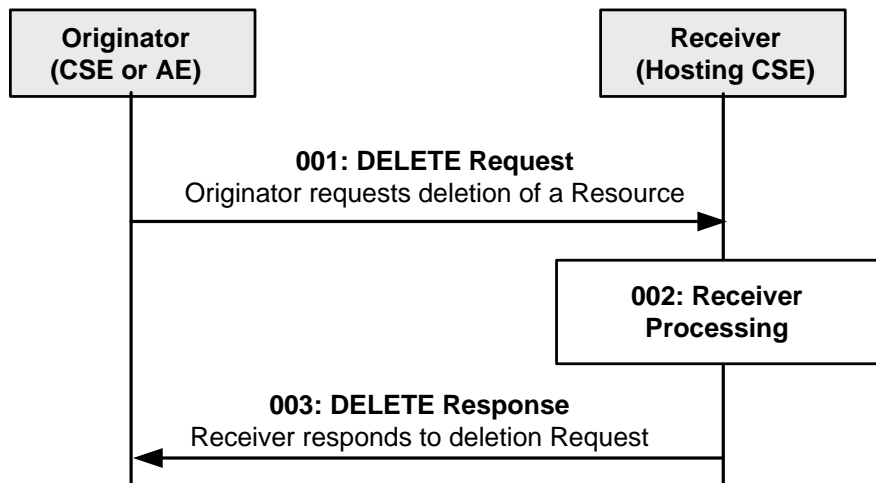 Originator
(CSE or AE)
Receiver
(Hosting CSE)
001: DELETE Request
Originator requests deletion of a Resource
002: Receiver
Processing
003: DELETE Response
Receiver responds to deletion Request